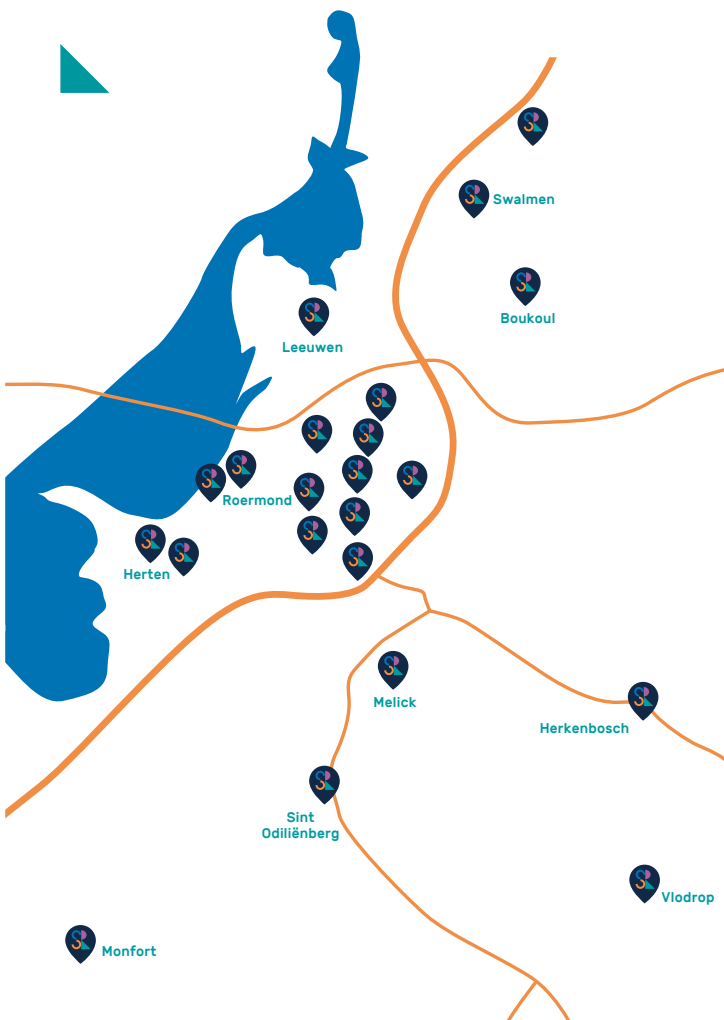 Swalmen
Boukoul
Leeuwen
Roermond
Herten
Melick
Herkenbosch
Sint
Odiliënberg
Vlodrop
Monfort